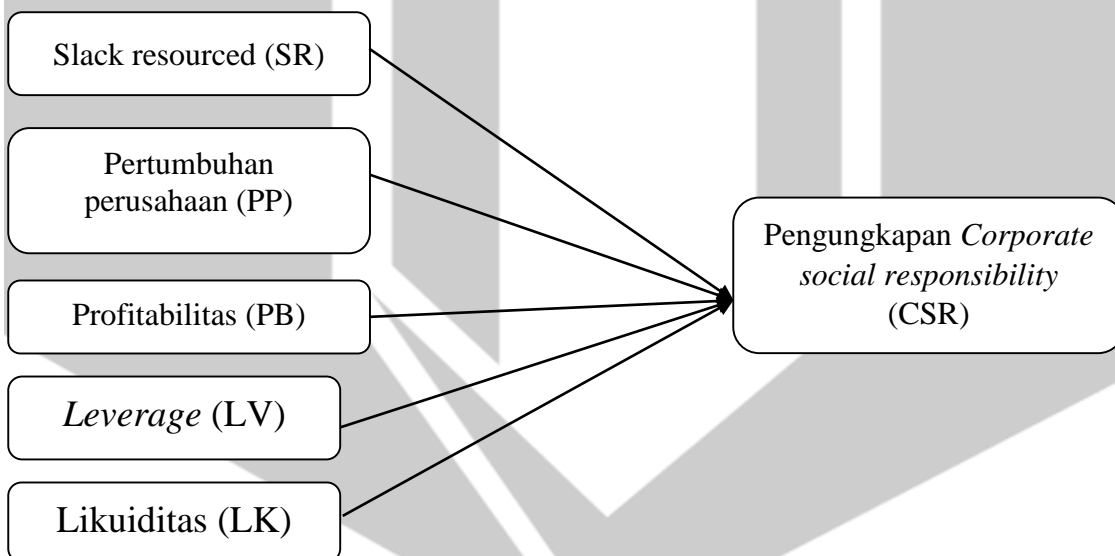 Slack resourced (SR)
Pertumbuhan
perusahaan (PP)
Profitabilitas (PB)
Leverage (LV)
Likuiditas (LK)
Pengungkapan Corporate
social responsibility
(CSR)